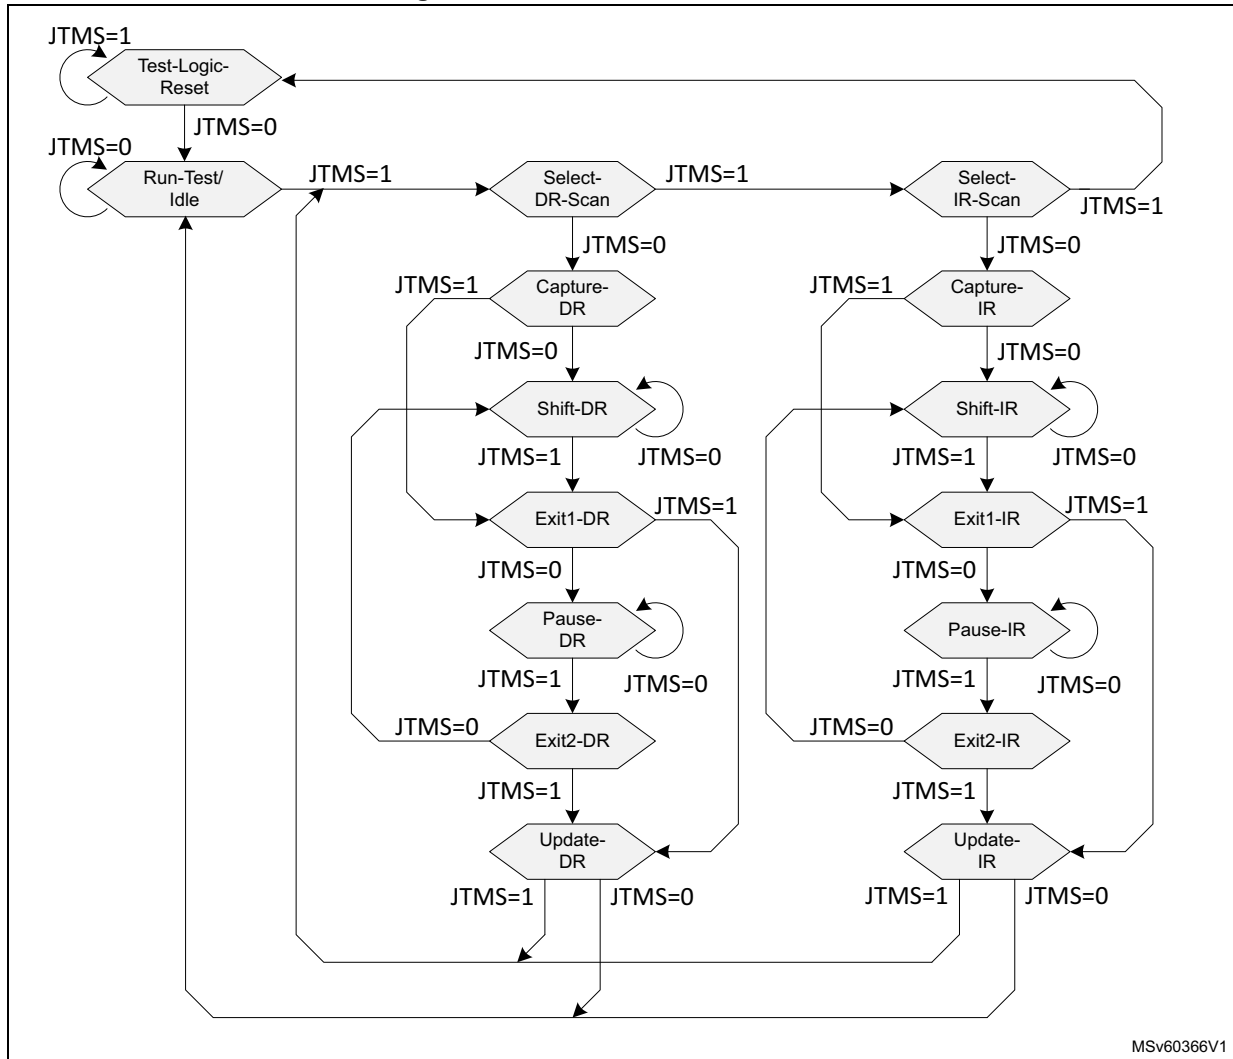 JTMS=1
Test-Logic-
Reset
JTMS=0
JTMS=0
Run-Test/
Idle
JTMS=1
Select-
DR-Scan
JTMS=1
Select-
IR-Scan
JTMS=1
JTMS=0
JTMS=0
JTMS=1
Capture-
DR
JTMS=1
Capture-
IR
JTMS=0
JTMS=0
Shift-DR
Shift-IR
JTMS=1
JTMS=0
JTMS=1
JTMS=0
Exit1-DR
JTMS=1
Exit1-IR
JTMS=1
JTMS=0
JTMS=0
Pause-
DR
Pause-IR
JTMS=1
JTMS=0
JTMS=1
JTMS=0
JTMS=0
Exit2-DR
JTMS=0
Exit2-IR
JTMS=1
JTMS=1
Update-
DR
Update-
IR
JTMS=1
JTMS=0
JTMS=1
JTMS=0
MSv60366V1